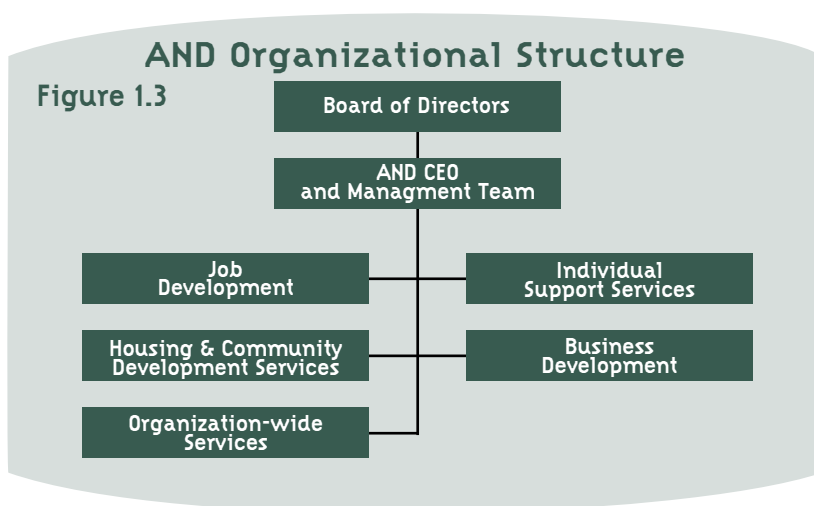 AND Organizational Structure
Figure 1.3
Board of Directors
AND CEO
and Managment Team
Job
Development
Individual
Support Services
Housing & Community
Development Services
Business
Development
Organization-wide
Services